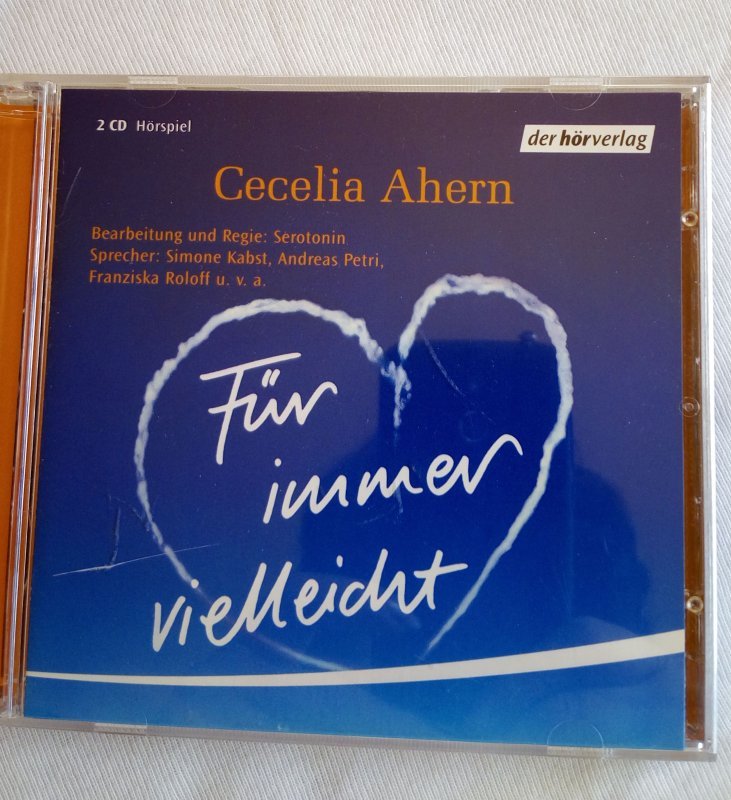 2 CD Hörspiel
der hörverlag
Cecelia Ahern
Bearbeitung und Regie: Serotonin
Sprecher: Simone Kabst, Andreas Petri,
Franziska Roloff u. v. a.
Für
immer
vielleicht